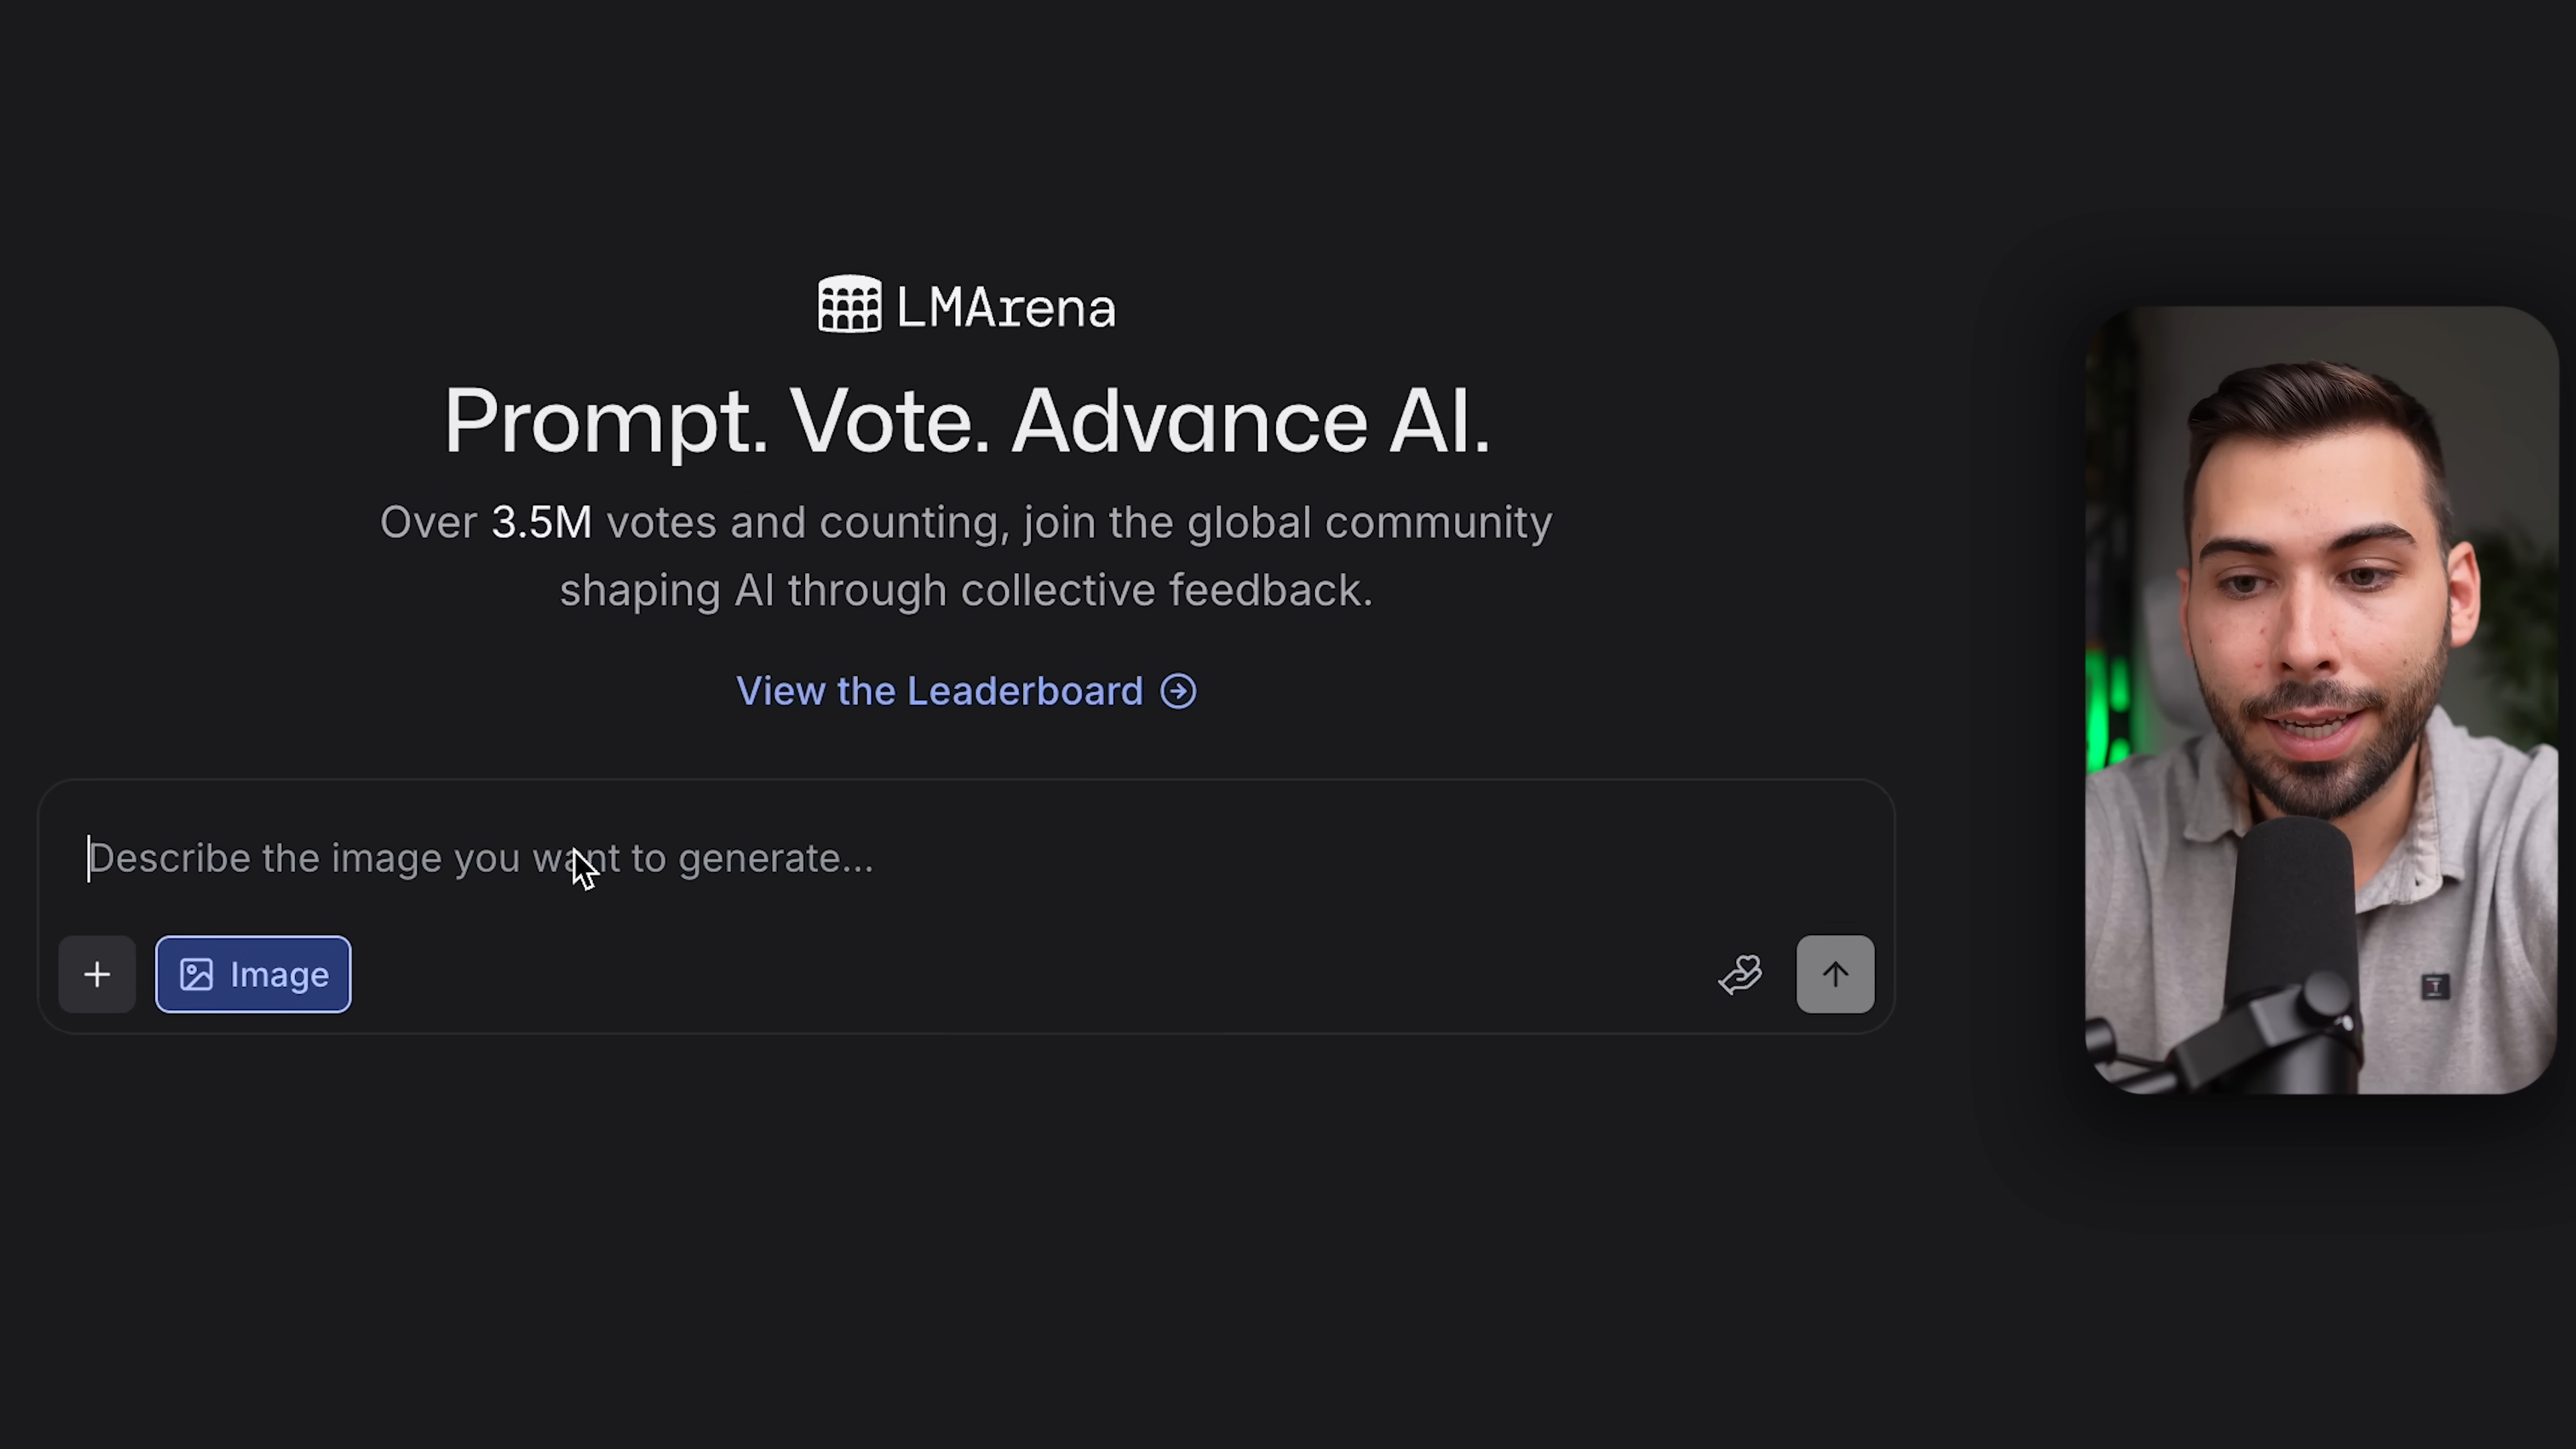 LMArena
Prompt. Vote. Advance AI.
Over 3.5M votes and counting, join the global community
shaping AI through collective feedback.
View the Leaderboard
Describe the image you want to generate...
Image
T